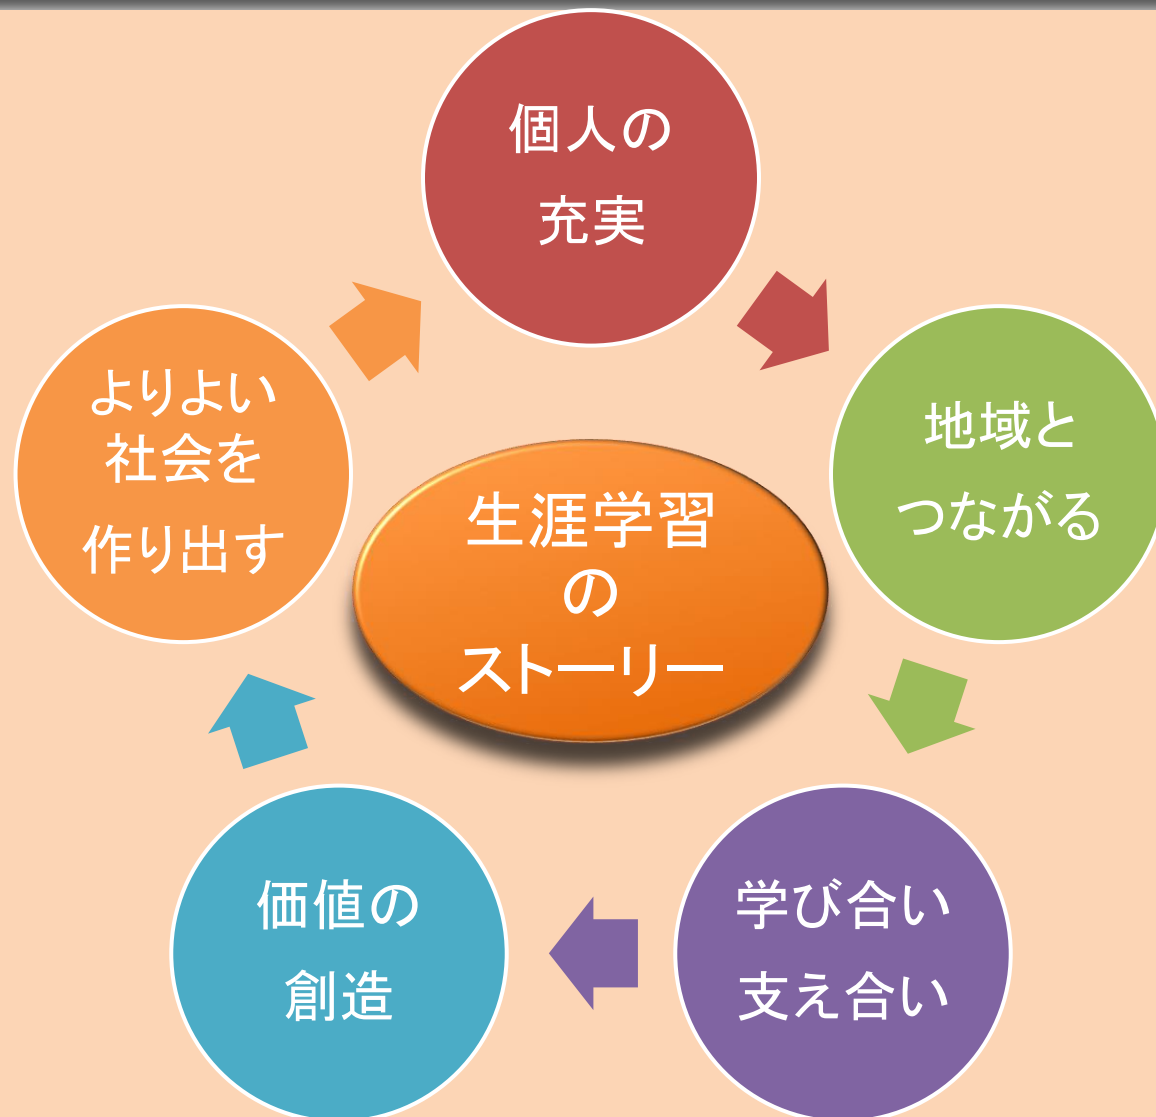 個人の
充実
地域と
つながる
学び合い
支え合い
価値の
創造
よりよい
社会を
作り出す
生涯学習
の
ストーリー